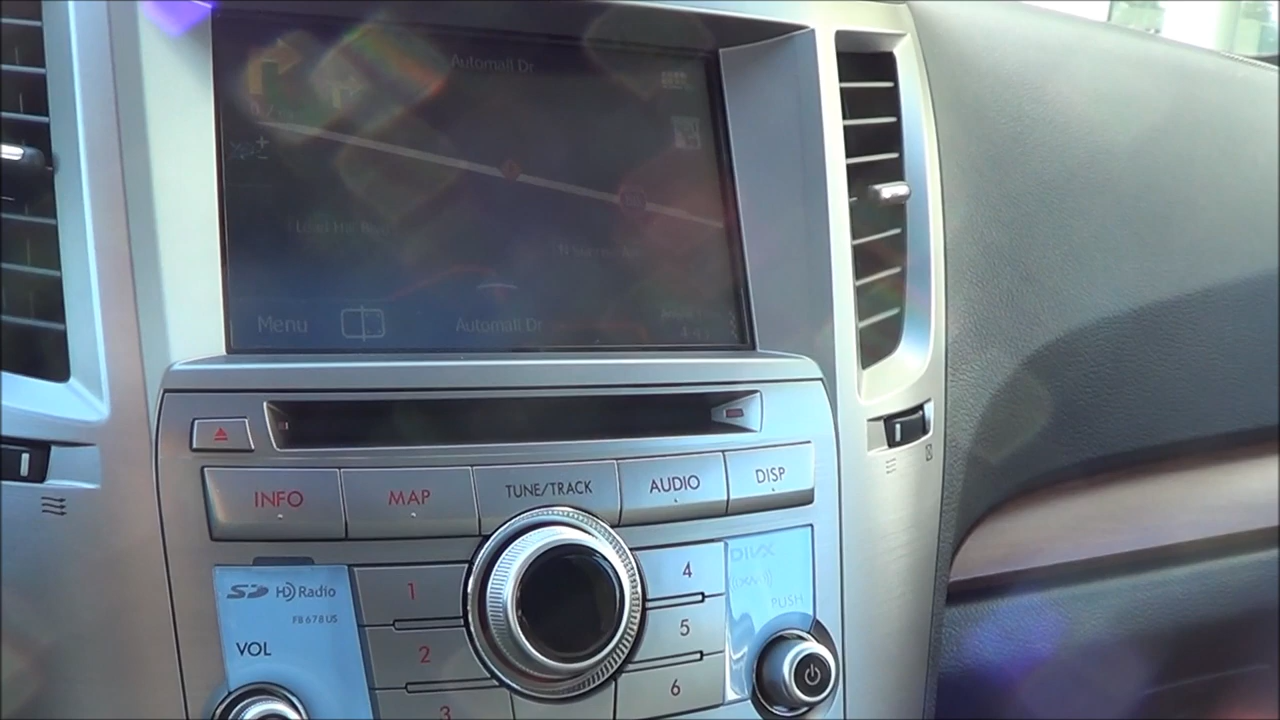 Automall Dr
Menu
Automall Dr
INFO
MAP
TUNE/TRACK
AUDIO
DISP
SD HD Radio
FB678US
VOL
1
2
3
4
5
6
DIVX
(XM)
PUSH